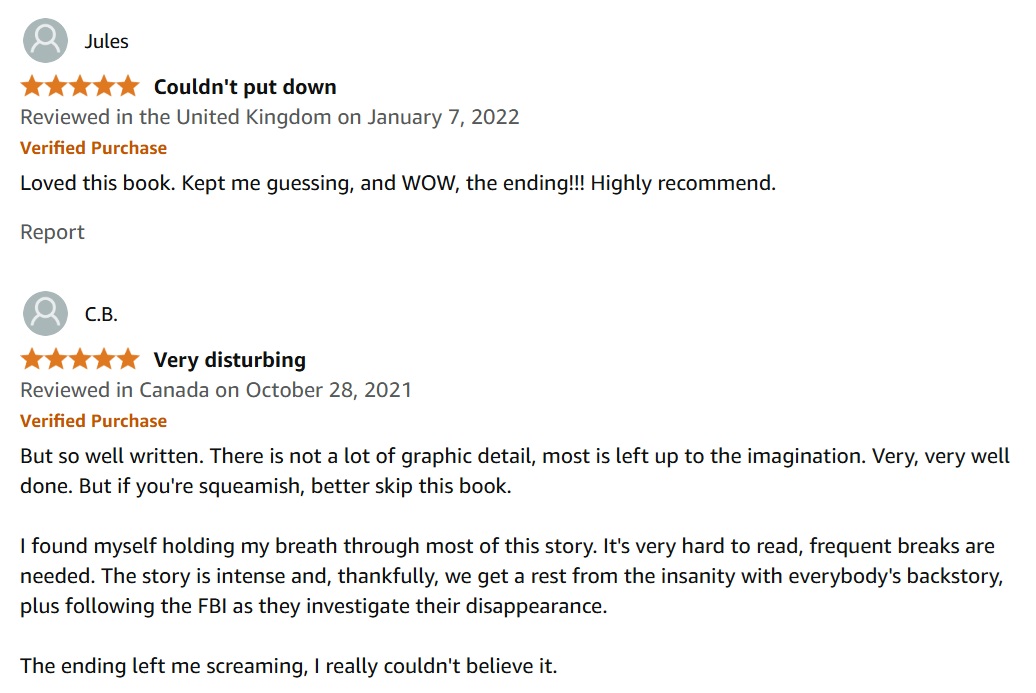 Jules
Couldn't put down
Reviewed in the United Kingdom on January 7, 2022
Verified Purchase
Loved this book. Kept me guessing, and WOW, the ending!!! Highly recommend.
Report
C.B.
Very disturbing
Reviewed in Canada on October 28, 2021
Verified Purchase
But so well written. There is not a lot of graphic detail, most is left up to the imagination. Very, very well
done. But if you're squeamish, better skip this book.
I found myself holding my breath through most of this story. It's very hard to read, frequent breaks are
needed. The story is intense and, thankfully, we get a rest from the insanity with everybody's backstory,
plus following the FBI as they investigate their disappearance.
The ending left me screaming, I really couldn't believe it.